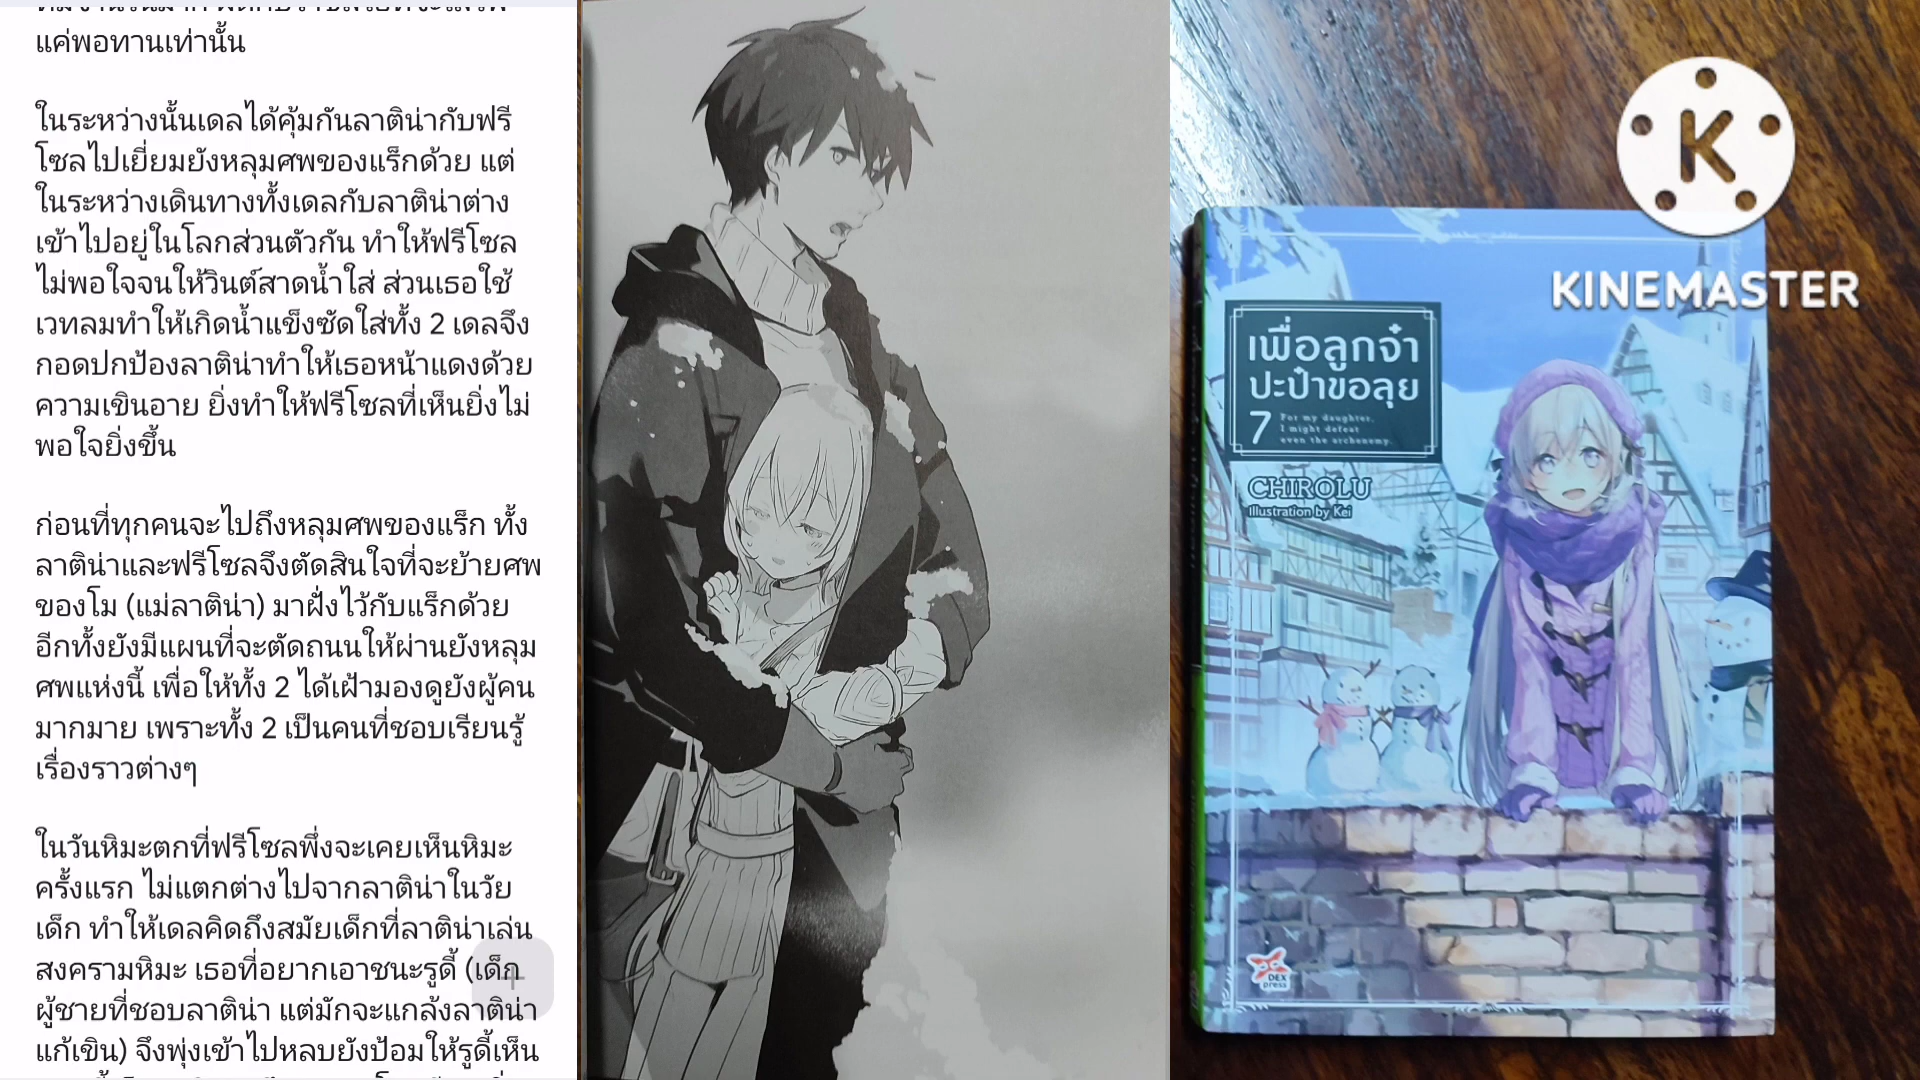 แค่พอทานเท่านั้น
ในระหว่างนั้นเดลได้คุ้มกันลาติน่ากับฟรี
โซลไปเยี่ยมยังหลุมศพของแร็กด้วย แต่
ในระหว่างเดินทางทั้งเดลกับลาติน่าต่าง
เข้าไปอยู่ในโลกส่วนตัวกัน ทำให้ฟรีโซล
ไม่พอใจจนให้วินต์สาดน้ำใส่ ส่วนเธอใช้
เวทลมทำให้เกิดน้ำแข็งซัดใส่ทั้ง 2 เดลจึง
กอดปกป้องลาติน่าทำให้เธอหน้าแดงด้วย
ความเขินอาย ยิ่งทำให้ฟรีโซลที่เห็นยิ่งไม่
พอใจยิ่งขึ้น
ก่อนที่ทุกคนจะไปถึงหลุมศพของแร็ก ทั้ง
ลาติน่าและฟรีโซลจึงตัดสินใจที่จะย้ายศพ
ของโม (แม่ลาติน่า) มาฝั่งไว้กับแร็กด้วย
อีกทั้งยังมีแผนที่จะตัดถนนให้ผ่านยังหลุม
ศพแห่งนี้ เพื่อให้ทั้ง 2 ได้เฝ้ามองดูยังผู้คน
มากมาย เพราะทั้ง 2 เป็นคนที่ชอบเรียนรู้
เรื่องราวต่างๆ
ในวันหิมะตกที่ฟรีโซลพึ่งจะเคยเห็นหิมะ
ครั้งแรก ไม่แตกต่างไปจากลาติน่าในวัย
เด็ก ทำให้เดลคิดถึงสมัยเด็กที่ลาติน่าเล่น
สงครามหิมะ เธอที่อยากเอาชนะรูดี้ (เด็ก
ผู้ชายที่ชอบลาติน่า แต่มักจะแกล้งลาติน่า
แก้เขิน) จึงพุ่งเข้าไปหลบยังป้อมให้รูดี้เห็น
K
KINEMASTER
เพื่อลูกจ๋า
ปะป๋าขอลุย
7
For my daughter,
I might defeat
even the archenemy.
CHIROLU
Illustration by Kei
DEX
press